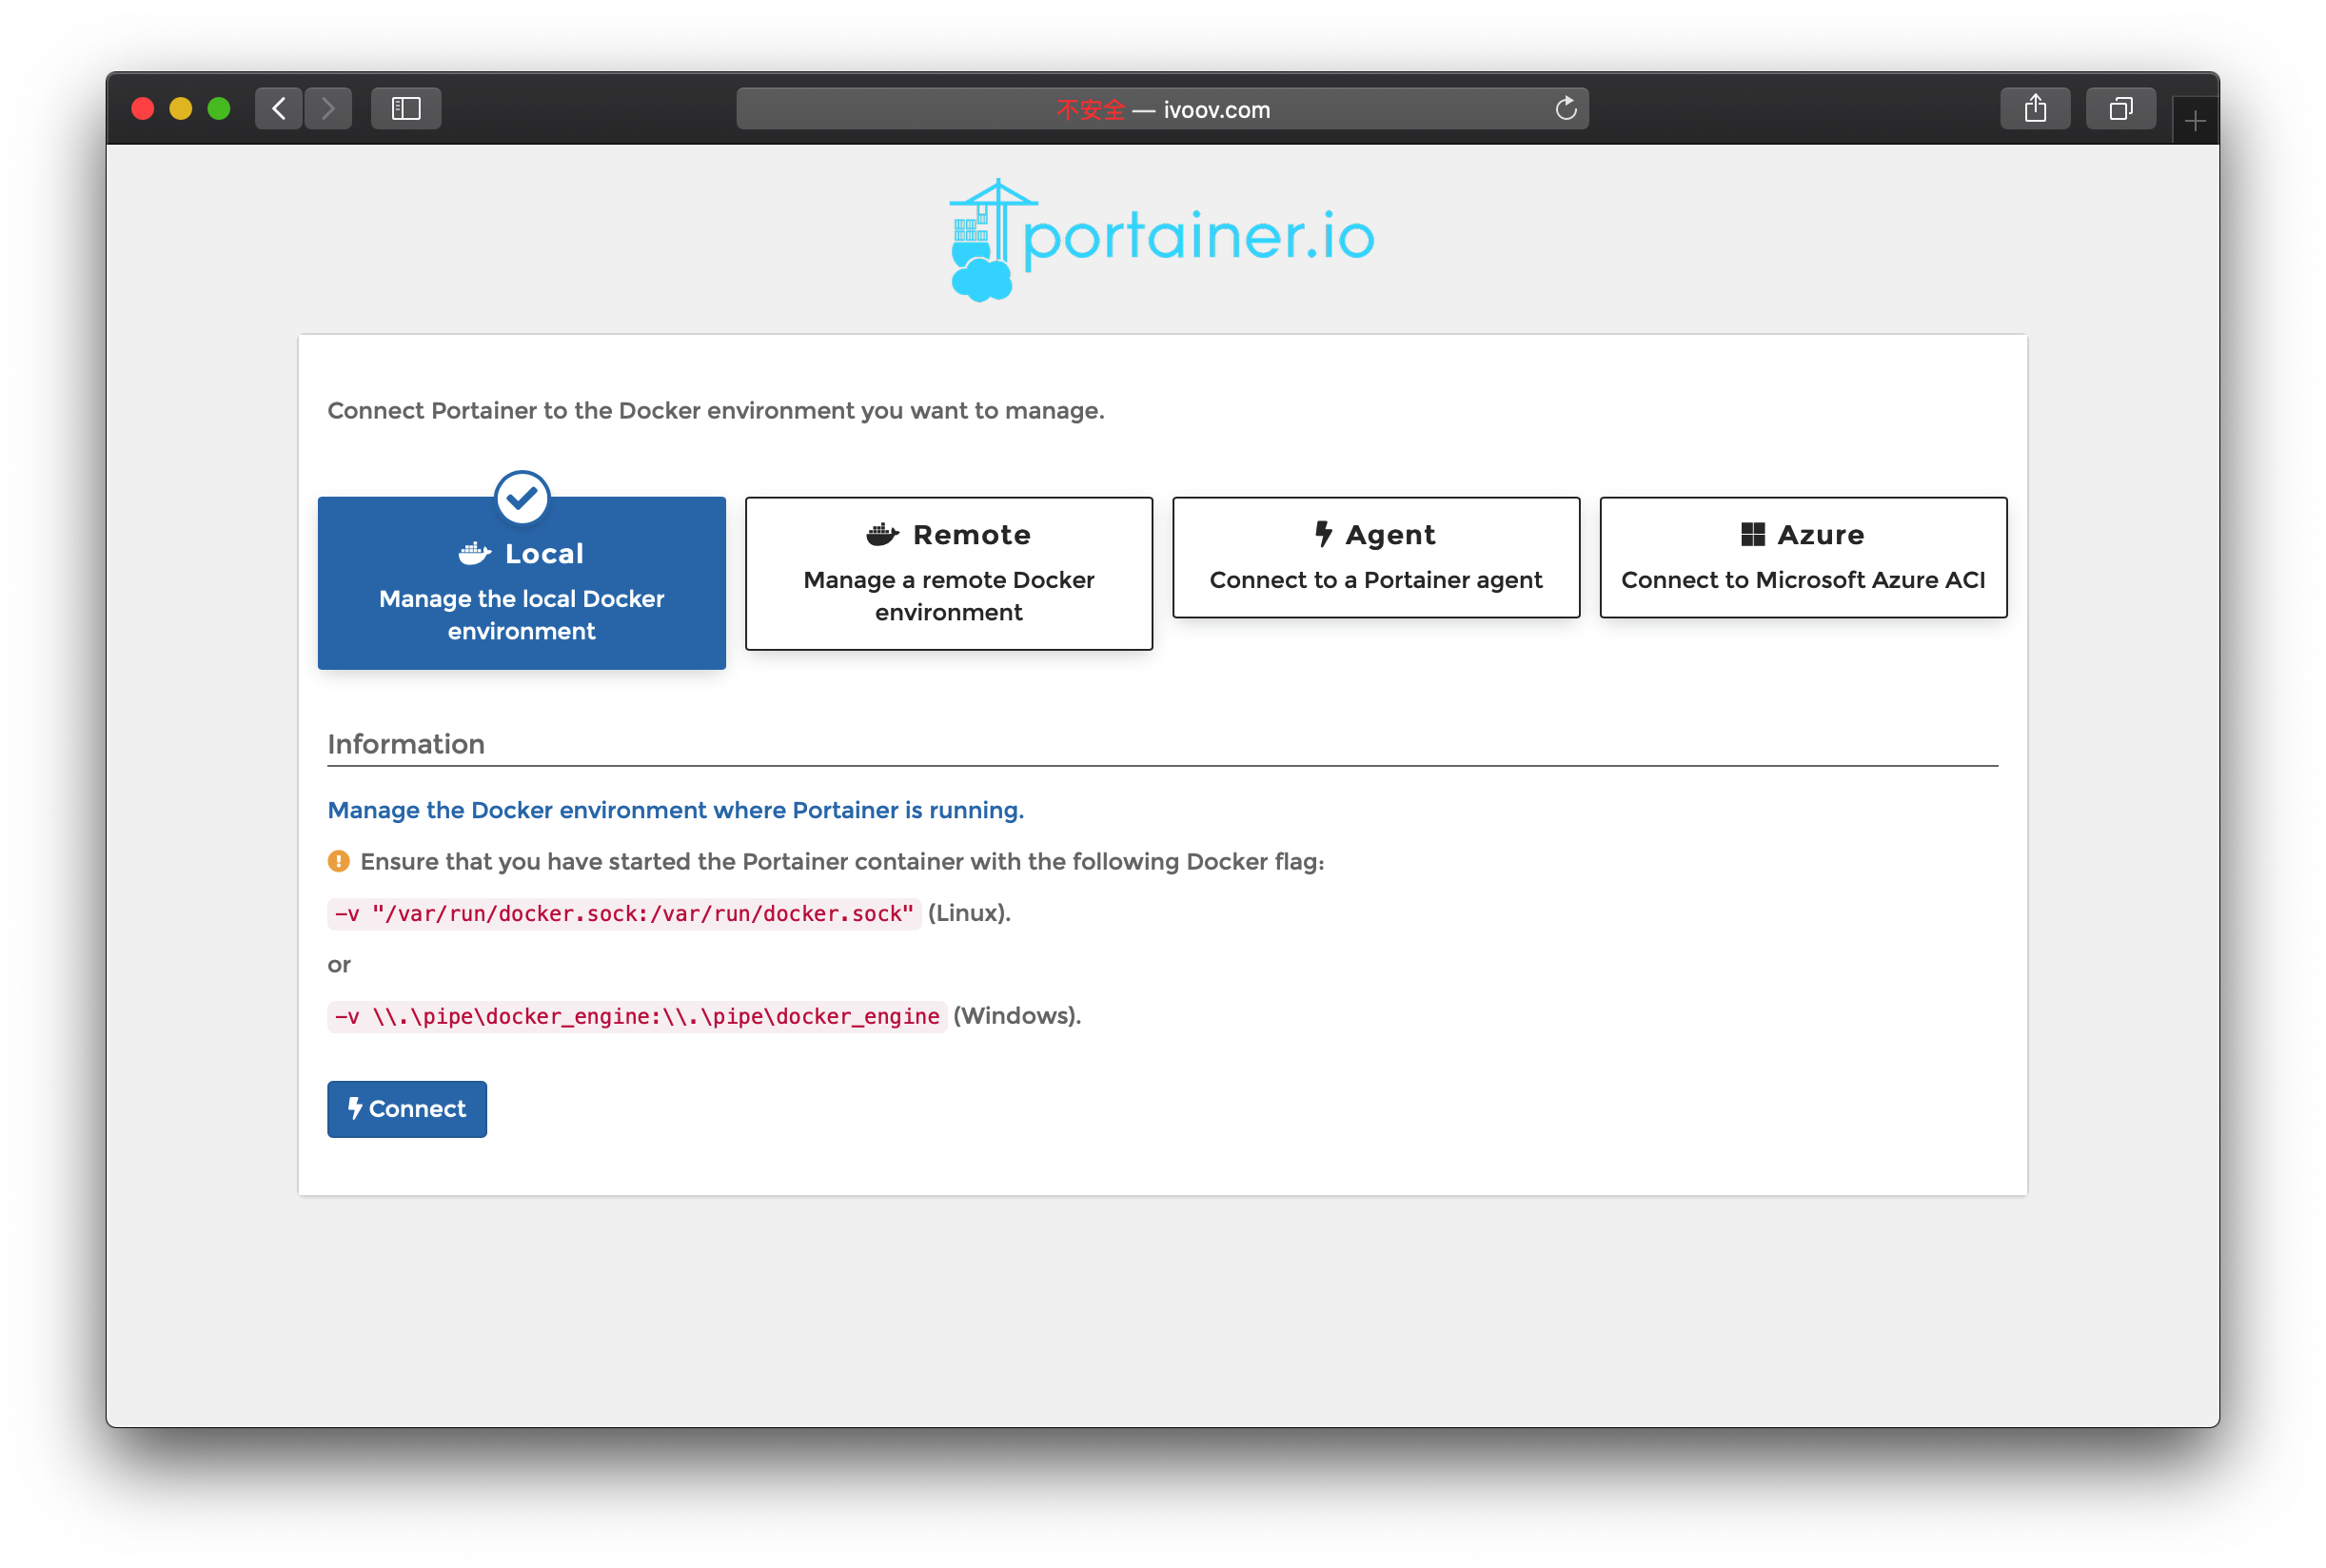 不安全 — ivoov.com
portainer.io
Connect Portainer to the Docker environment you want to manage.
Local
Manage the local Docker
environment
Remote
Manage a remote Docker
environment
Agent
Connect to a Portainer agent
Azure
Connect to Microsoft Azure ACI
Information
Manage the Docker environment where Portainer is running.
Ensure that you have started the Portainer container with the following Docker flag:
-v "/var/run/docker.sock:/var/run/docker.sock" (Linux).
or
-v \\.\pipe\docker_engine:\\.\pipe\docker_engine (Windows).
Connect